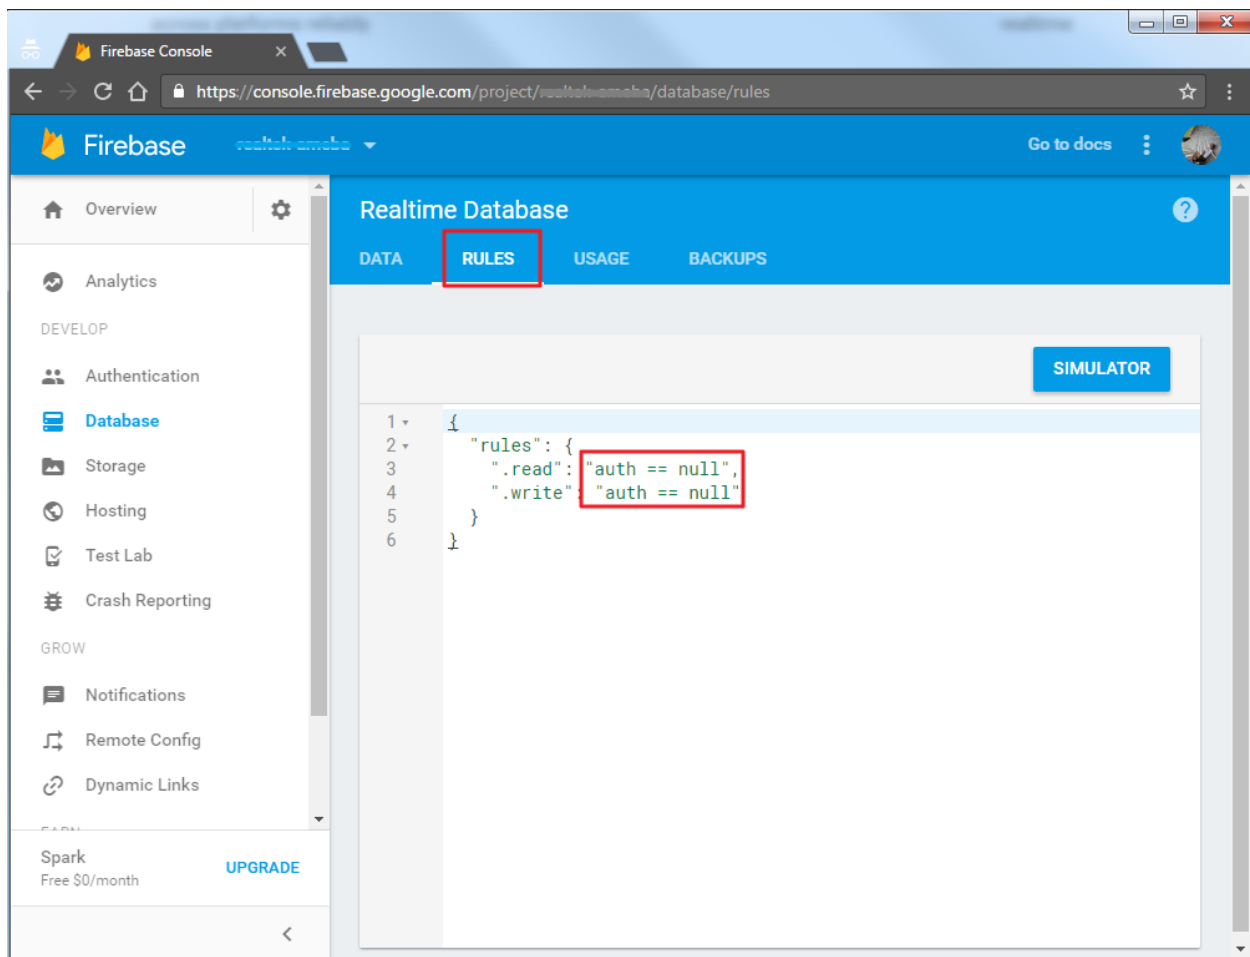 Firebase Console
https://console.firebase.google.com/project/ /database/rules
Firebase
Go to docs
Overview
Analytics
DEVELOP
Authentication
Database
Storage
Hosting
Test Lab
Crash Reporting
GROW
Notifications
Remote Config
Dynamic Links
Spark
Free $0/month
UPGRADE
Realtime Database
DATA RULES USAGE BACKUPS
SIMULATOR
1 {
2 "rules": {
3 ".read": "auth == null",
4 ".write": "auth == null"
5 }
6 }